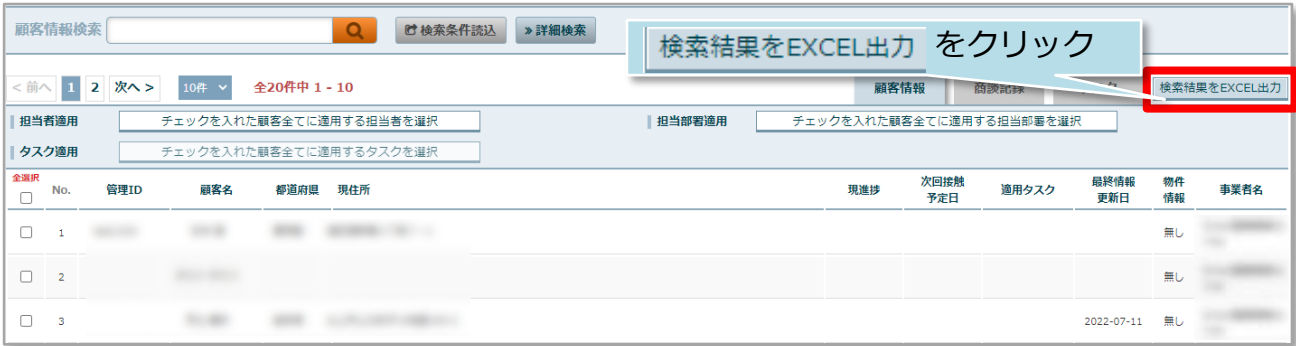 顧客情報検索
検索条件読込
» 詳細検索
検索結果をEXCEL出力 をクリック
< 前へ 1 2 次へ > 10件 全20件中 1 - 10
顧客情報
商談記録
検索結果をEXCEL出力
担当者適用 チェックを入れた顧客全てに適用する担当者を選択 担当部署適用 チェックを入れた顧客全てに適用する担当部署を選択
タスク適用 チェックを入れた顧客全てに適用するタスクを選択
全選択 No. 管理ID 顧客名 都道府県 現住所 現進捗 次回接触 適用タスク 最終情報 物件 事業者名
予定日 更新日 情報
1 無し
2 無し
3 2022-07-11 無し